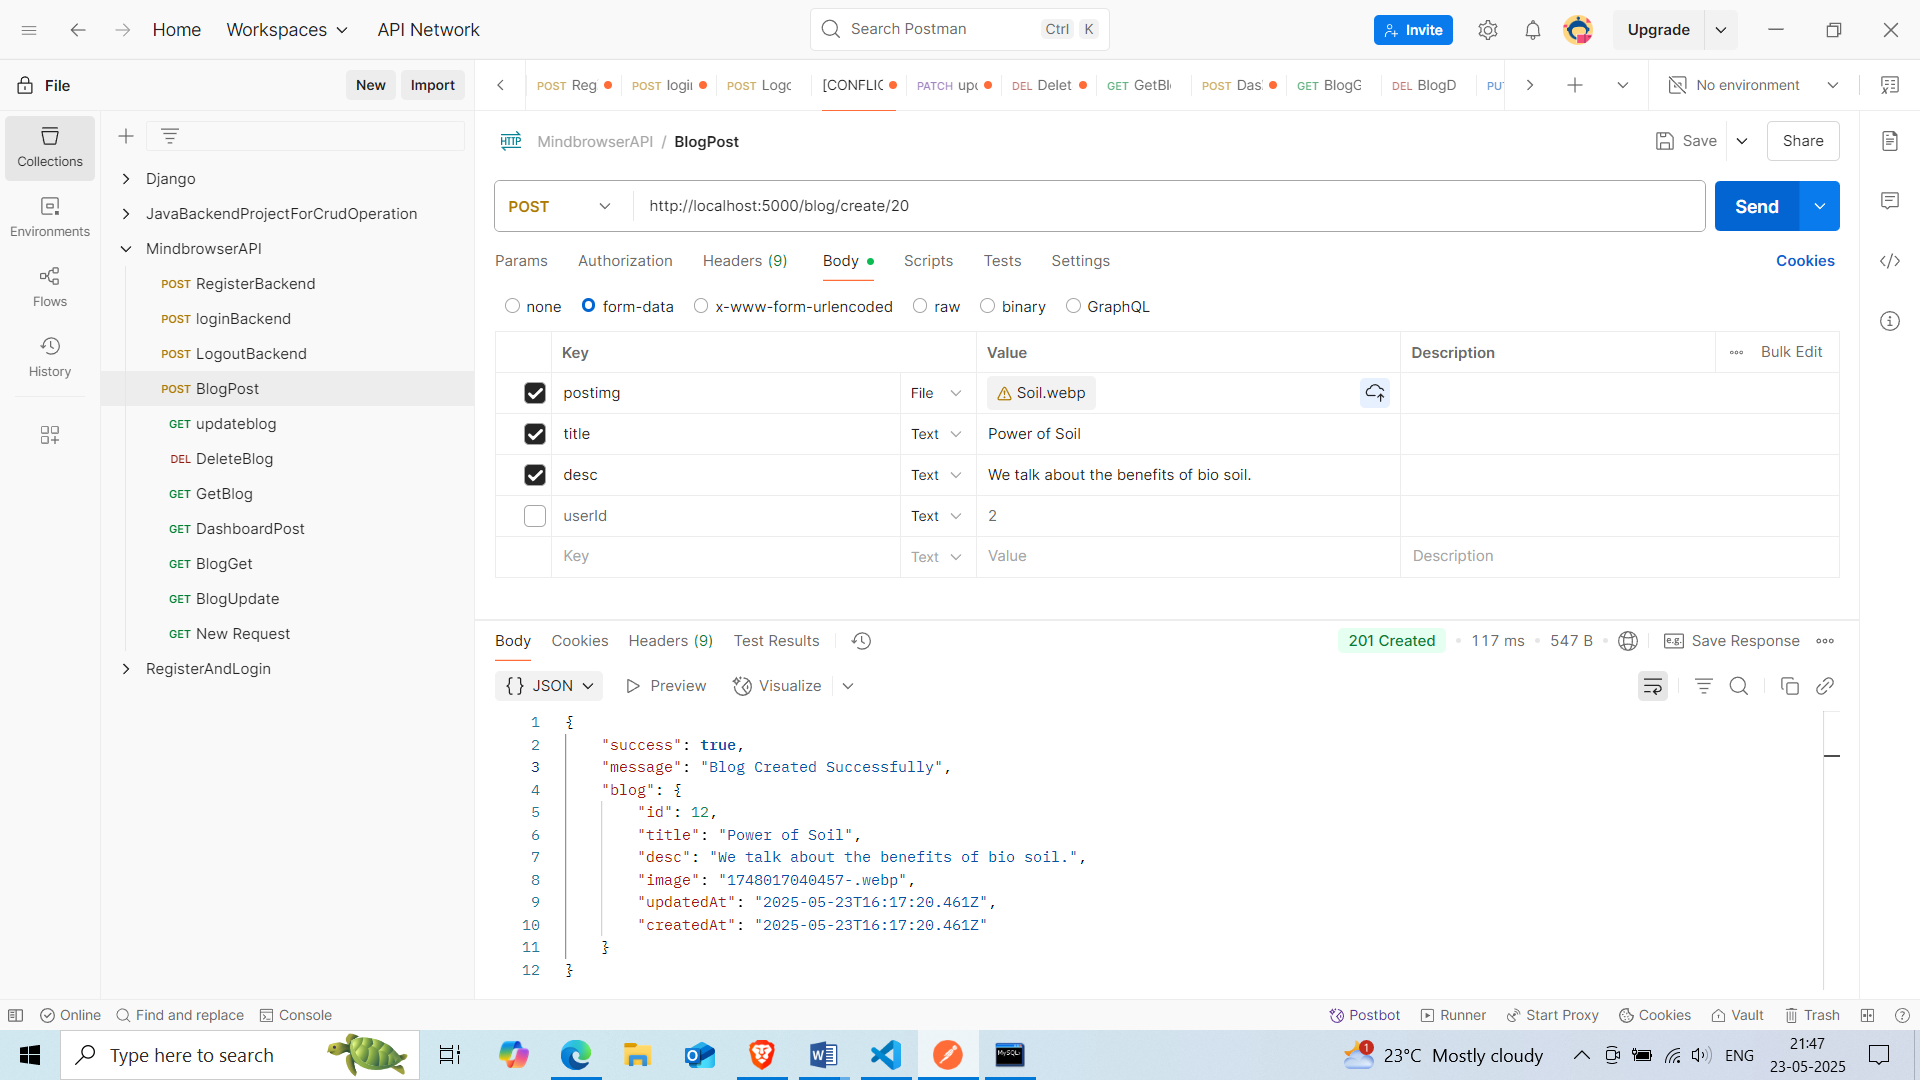 Home Workspaces API Network Search Postman Ctrl K Invite Upgrade
File New Import POST Reg POST logi POST Logo [CONFLIC PATCH up DEL Delet GET GetBl POST Das GET BlogG DEL BlogD PU No environment
Collections
Environments
Flows
History
Django
JavaBackendProjectForCrudOperation
MindbrowserAPI
POST RegisterBackend
POST loginBackend
POST LogoutBackend
POST BlogPost
GET updateblog
DEL DeleteBlog
GET GetBlog
GET DashboardPost
GET BlogGet
GET BlogUpdate
GET New Request
RegisterAndLogin
HTTP MindbrowserAPI / BlogPost Save Share
POST http://localhost:5000/blog/create/20 Send
Params Authorization Headers (9) Body Scripts Tests Settings Cookies
none form-data x-www-form-urlencoded raw binary GraphQL
Key Value Description Bulk Edit
postimg File Soil.webp
title Text Power of Soil
desc Text We talk about the benefits of bio soil.
userId Text 2
Key Text Value Description
Body Cookies Headers (9) Test Results 201 Created 117 ms 547 B e.g. Save Response
{} JSON Preview Visualize
1 {
2 "success": true,
3 "message": "Blog Created Successfully",
4 "blog": {
5 "id": 12,
6 "title": "Power of Soil",
7 "desc": "We talk about the benefits of bio soil.",
8 "image": "1748017040457-.webp",
9 "updatedAt": "2025-05-23T16:17:20.461Z",
10 "createdAt": "2025-05-23T16:17:20.461Z"
11 }
12 }
Online Find and replace Console Postbot Runner Start Proxy Cookies Vault Trash
Type here to search 1 23°C Mostly cloudy ENG 21:47
23-05-2025